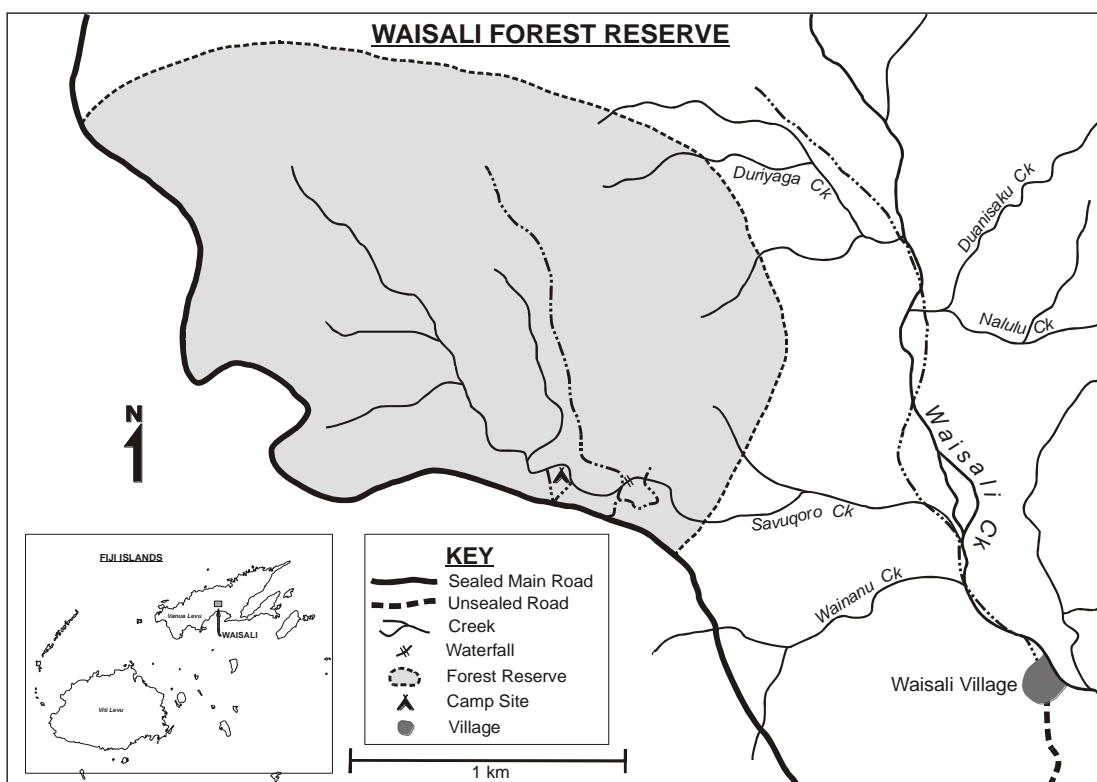 WAISALI FOREST RESERVE
Duriyaga Ck
Duanisaku Ck
Nalulu Ck
N
Waisali Ck
Savuqoro Ck
Wainanu Ck
Waisali Village
FIJI ISLANDS
Vanua Levu
WAISALI
Viti Levu
KEY
Sealed Main Road
Unsealed Road
Creek
Waterfall
Forest Reserve
Camp Site
Village
1 km